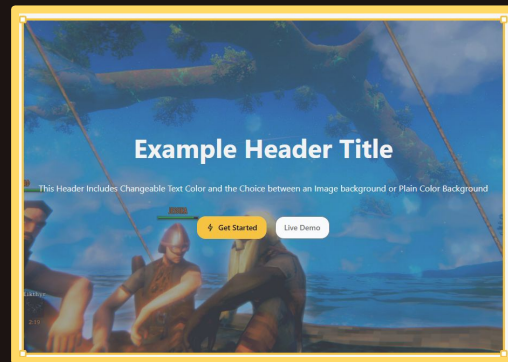 Example Header Title
This Header Includes Changeable Text Color and the Choice between an Image background or Plain Color Background
Get Started
Live Demo